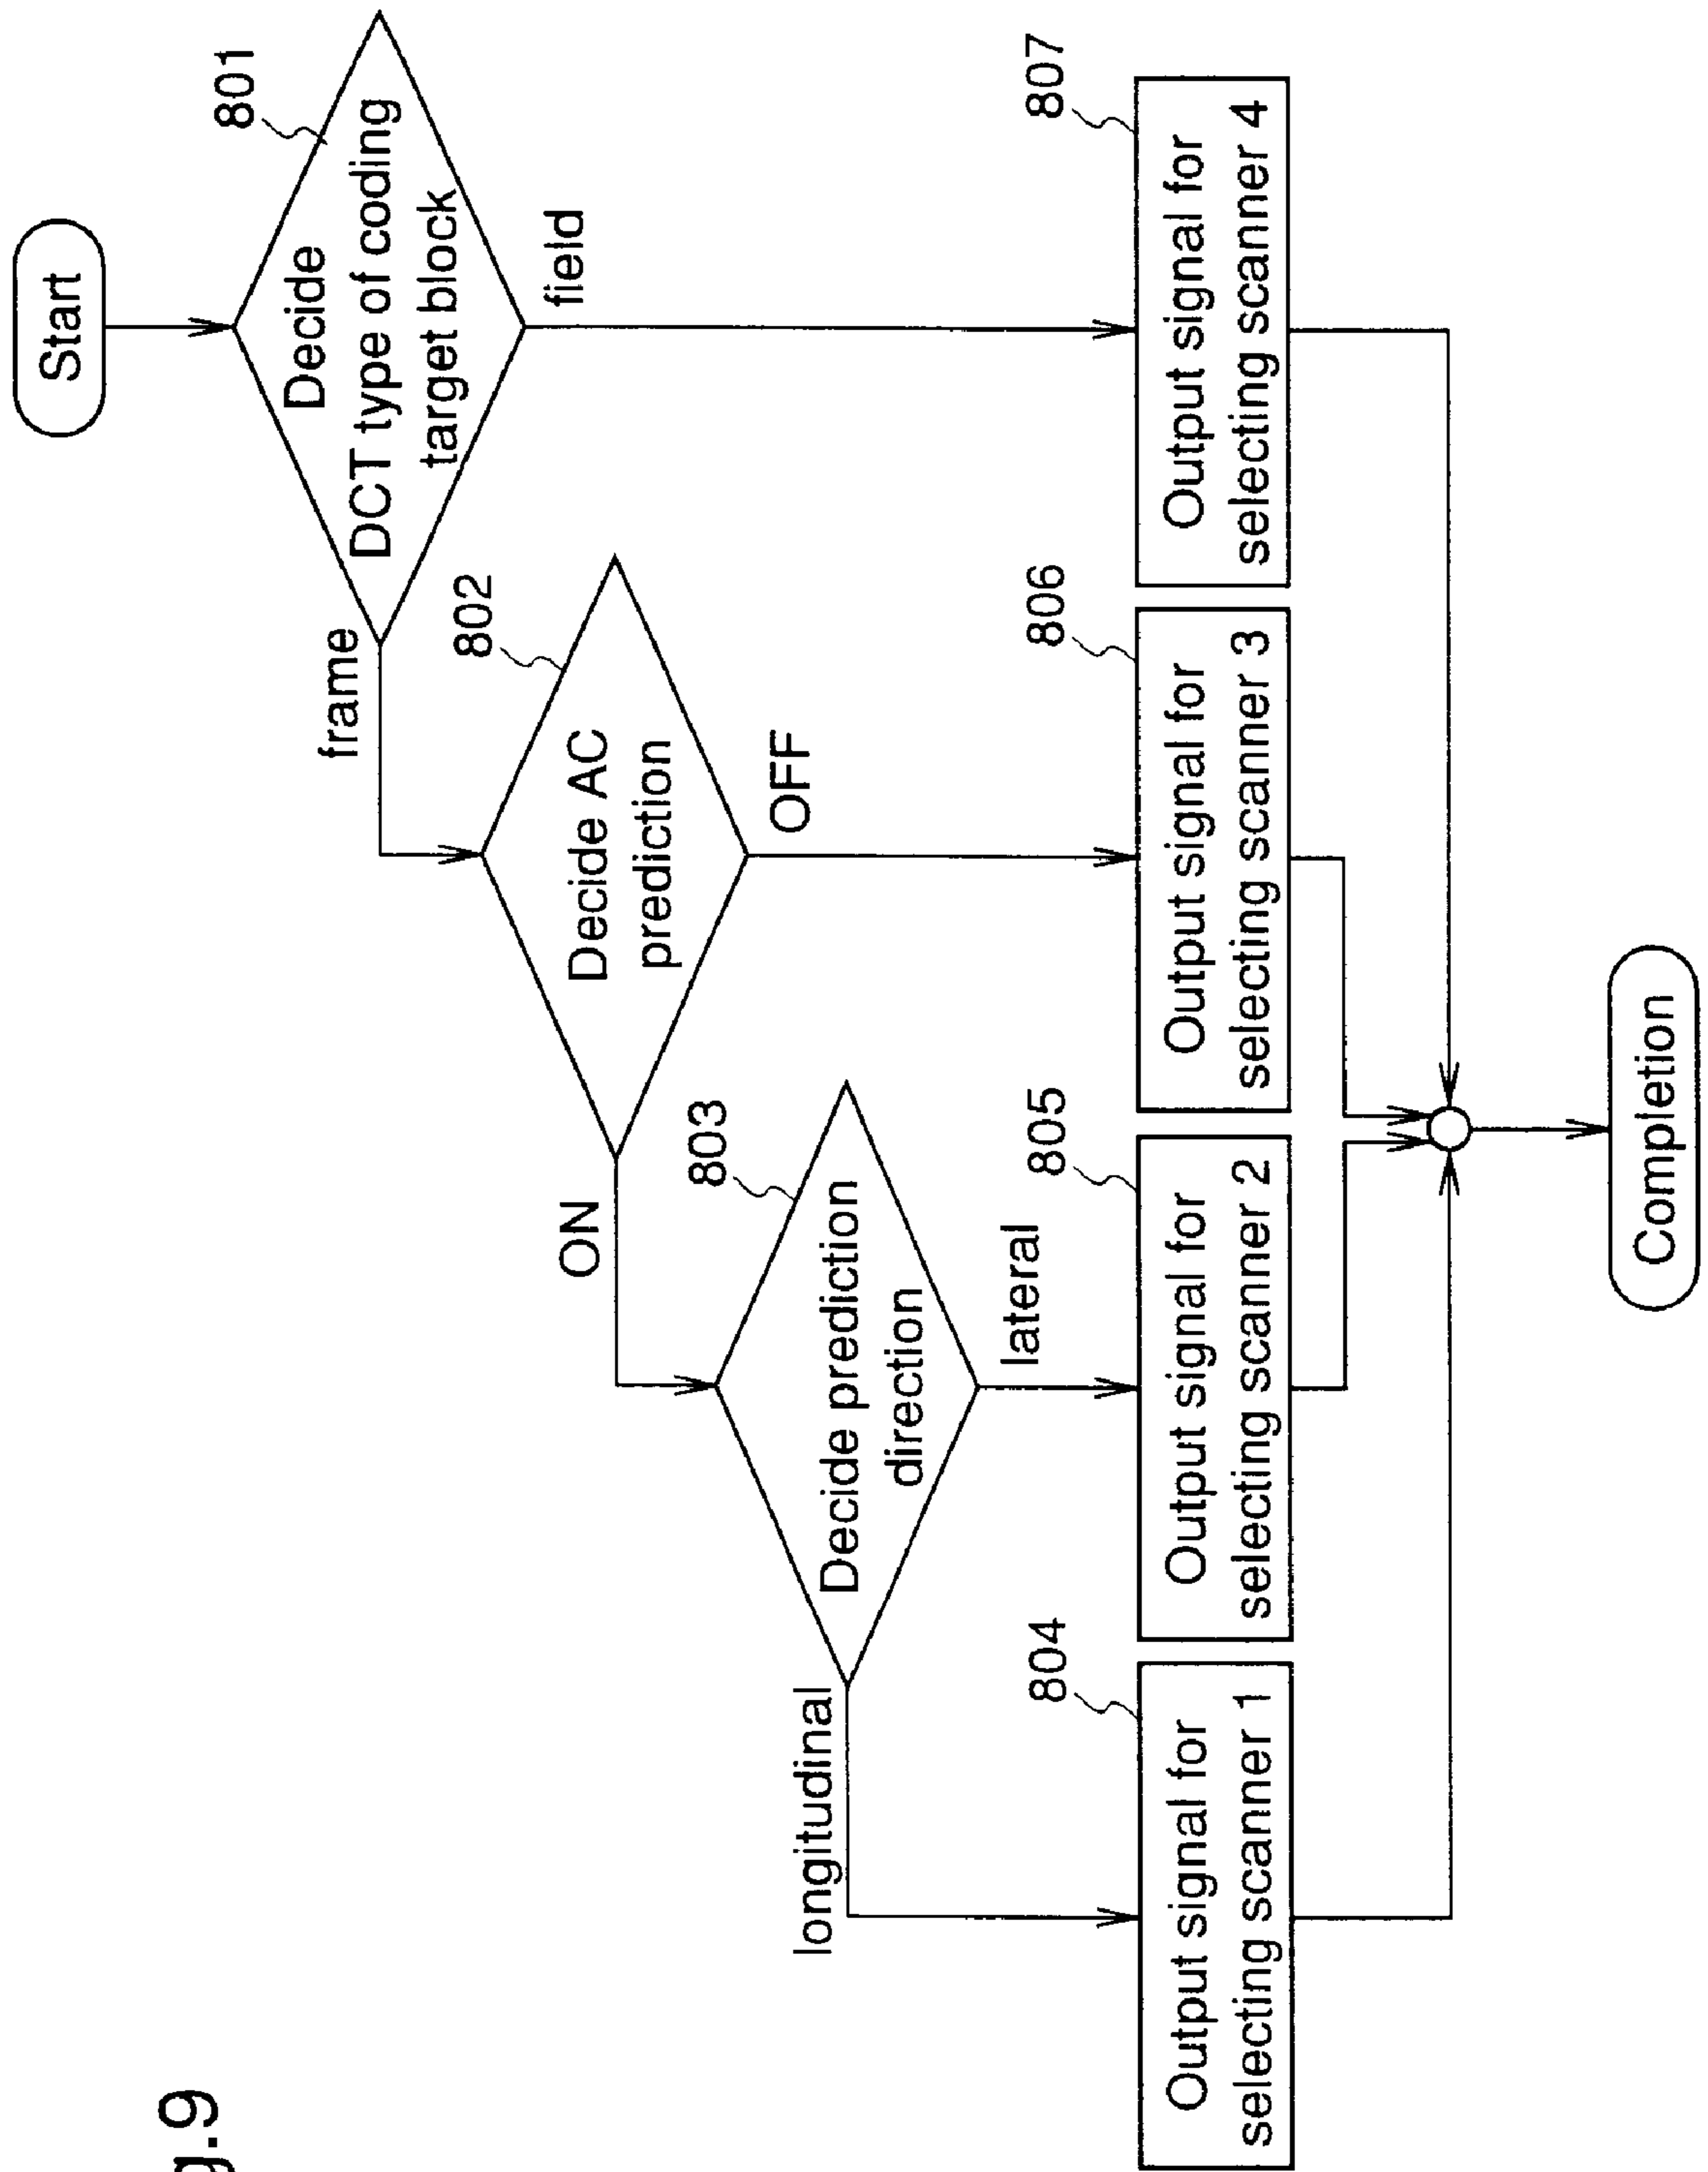 g.9
Start
801
Decide
DCT type of coding
target block
frame
field
802
Decide AC
prediction
ON
OFF
803
Decide prediction
direction
longitudinal
lateral
804
Output signal for
selecting scanner 1
805
Output signal for
selecting scanner 2
806
Output signal for
selecting scanner 3
807
Output signal for
selecting scanner 4
Completion